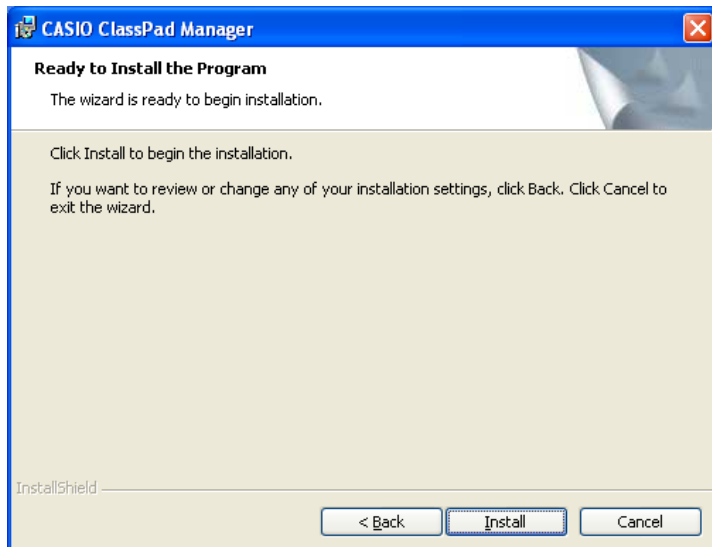 CASIO ClassPad Manager
Ready to Install the Program
The wizard is ready to begin installation.
Click Install to begin the installation.
If you want to review or change any of your installation settings, click Back. Click Cancel to
exit the wizard.
InstallShield
< Back
Install
Cancel